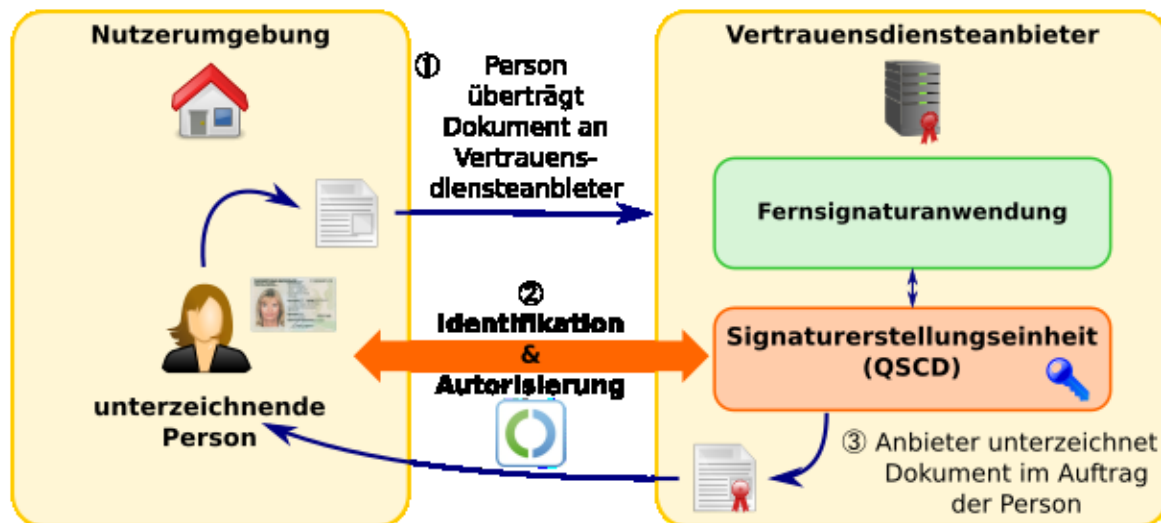 Nutzerumgebung
① Person
überträgt
Dokument an
Vertrauens-
diensteanbieter
Vertrauensdiensteanbieter
Fernsignaturanwendung
②
Identifikation
&
Autorisierung
Signaturerstellungseinheit
(QSCD)
unterzeichnende
Person
③ Anbieter unterzeichnet
Dokument im Auftrag
der Person